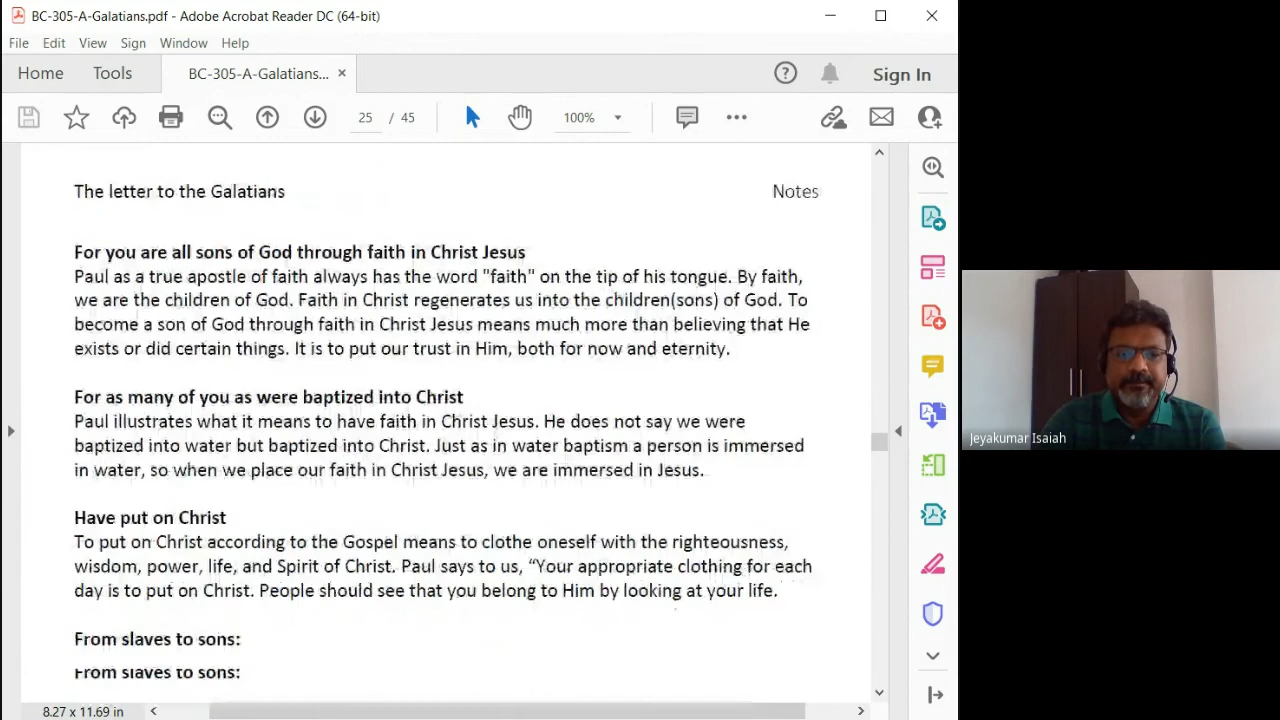 BC-305-A-Galatians.pdf - Adobe Acrobat Reader DC (64-bit)
File Edit View Sign Window Help
Home Tools BC-305-A-Galatians... × Sign In
25 / 45 100%
The letter to the Galatians Notes
For you are all sons of God through faith in Christ Jesus
Paul as a true apostle of faith always has the word "faith" on the tip of his tongue. By faith,
we are the children of God. Faith in Christ regenerates us into the children(sons) of God. To
become a son of God through faith in Christ Jesus means much more than believing that He
exists or did certain things. It is to put our trust in Him, both for now and eternity.
For as many of you as were baptized into Christ
Paul illustrates what it means to have faith in Christ Jesus. He does not say we were
baptized into water but baptized into Christ. Just as in water baptism a person is immersed
in water, so when we place our faith in Christ Jesus, we are immersed in Jesus.
Have put on Christ
To put on Christ according to the Gospel means to clothe oneself with the righteousness,
wisdom, power, life, and Spirit of Christ. Paul says to us, “Your appropriate clothing for each
day is to put on Christ. People should see that you belong to Him by looking at your life.
From slaves to sons:
From slaves to sons:
8.27 x 11.69 in
Jeyakumar Isaiah